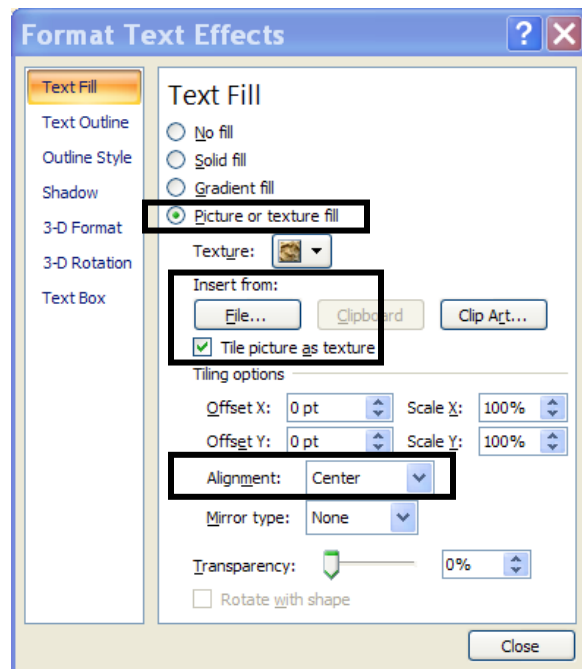 Format Text Effects
Text Fill
Text Outline
Outline Style
Shadow
3-D Format
3-D Rotation
Text Box
Text Fill
No fill
Solid fill
Gradient fill
Picture or texture fill
Texture:
Insert from:
File... Clipboard Clip Art...
Tile picture as texture
Tiling options
Offset X: 0 pt Scale X: 100%
Offset Y: 0 pt Scale Y: 100%
Alignment: Center
Mirror type: None
Transparency: 0%
Rotate with shape
Close